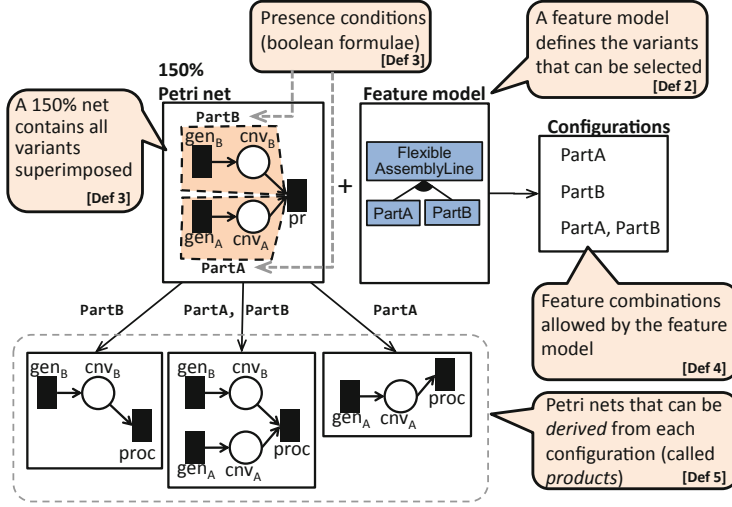 Presence conditions
(boolean formulae)
[Def 3]
A feature model
defines the variants
that can be selected
[Def 2]
150%
Petri net
Feature model
A 150% net
contains all
variants
superimposed
[Def 3]
PartB
genB
cnvB
pr
genA
cnvA
PartA
+
Flexible
AssemblyLine
PartA
PartB
Configurations
PartA
PartB
PartA, PartB
Feature combinations
allowed by the feature
model
[Def 4]
PartB
PartA, PartB
PartA
genB
cnvB
proc
genB
cnvB
proc
genA
cnvA
genA
cnvA
proc
Petri nets that can be
derived from each
configuration (called
products)
[Def 5]